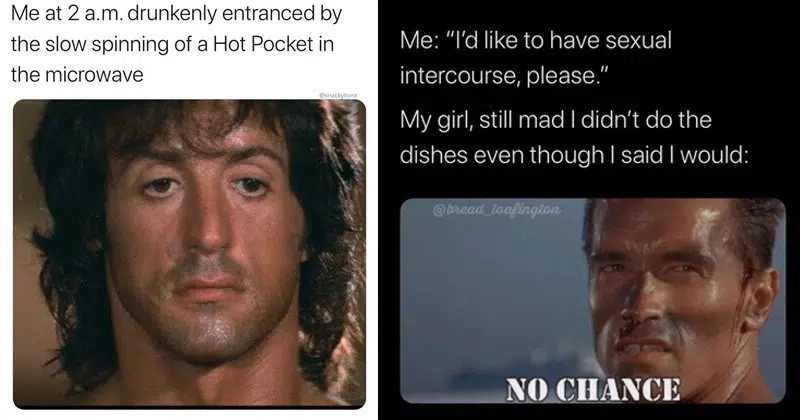 Me at 2 a.m. drunkenly entranced by
the slow spinning of a Hot Pocket in
the microwave
@snackytuna
Me: “I’d like to have sexual
intercourse, please.”
My girl, still mad I didn’t do the
dishes even though I said I would:
@bread_loafington
NO CHANCE